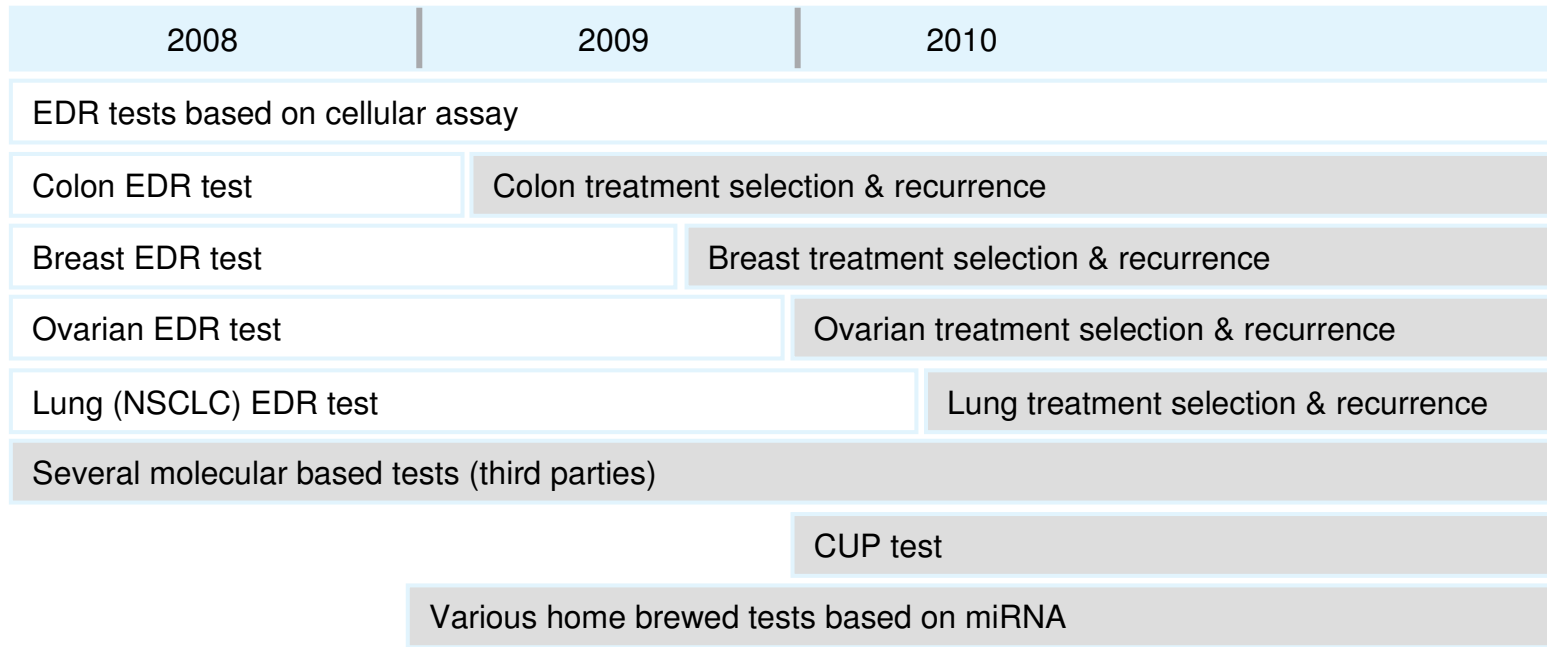 2008 2009 2010
EDR tests based on cellular assay
Colon EDR test Colon treatment selection & recurrence
Breast EDR test Breast treatment selection & recurrence
Ovarian EDR test Ovarian treatment selection & recurrence
Lung (NSCLC) EDR test Lung treatment selection & recurrence
Several molecular based tests (third parties)
CUP test
Various home brewed tests based on miRNA